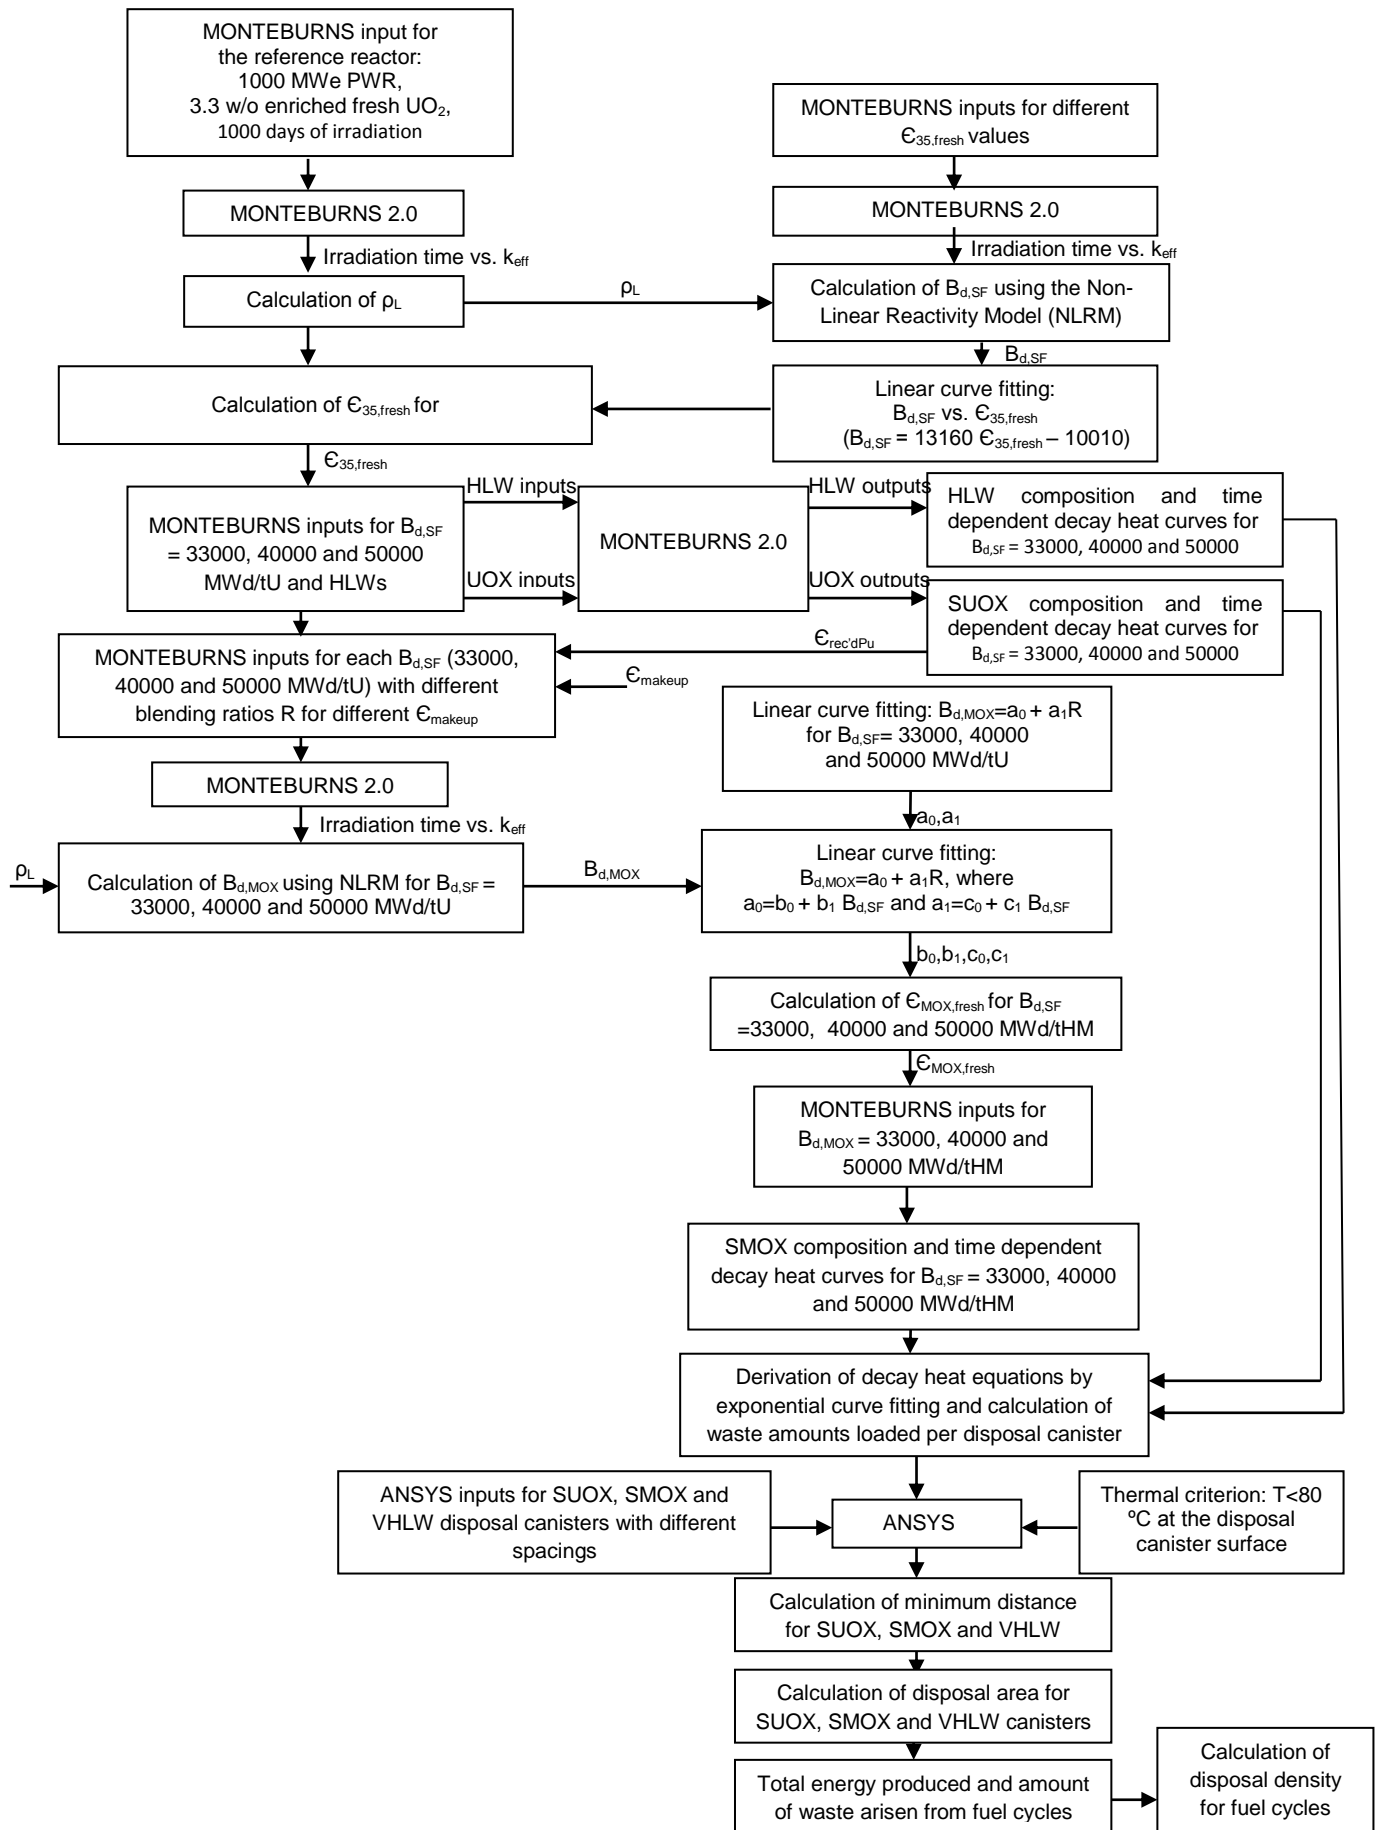 MONTEBURNS input for
the reference reactor:
1000 MWe PWR,
3.3 w/o enriched fresh UO₂,
1000 days of irradiation
MONTEBURNS inputs for different
Є35,fresh values
MONTEBURNS 2.0
MONTEBURNS 2.0
Irradiation time vs. keff
Irradiation time vs. keff
Calculation of ρL
ρL
Calculation of Bd,SF using the Non-
Linear Reactivity Model (NLRM)
Bd,SF
Calculation of Є35,fresh for
Linear curve fitting:
Bd,SF vs. Є35,fresh
(Bd,SF = 13160 Є35,fresh – 10010)
Є35,fresh
HLW inputs
HLW outputs
MONTEBURNS inputs for Bd,SF
= 33000, 40000 and 50000
MWd/tU and HLWs
MONTEBURNS 2.0
HLW composition and time
dependent decay heat curves for
Bd,SF = 33000, 40000 and 50000
UOX inputs
UOX outputs
SUOX composition and time
dependent decay heat curves for
Bd,SF = 33000, 40000 and 50000
Єrec'dPu
MONTEBURNS inputs for each Bd,SF (33000,
40000 and 50000 MWd/tU) with different
blending ratios R for different Єmakeup
Єmakeup
Linear curve fitting: Bd,MOX=a₀ + a₁R
for Bd,SF= 33000, 40000
and 50000 MWd/tU
MONTEBURNS 2.0
a₀,a₁
Irradiation time vs. keff
ρL
Calculation of Bd,MOX using NLRM for Bd,SF =
33000, 40000 and 50000 MWd/tU
Bd,MOX
Linear curve fitting:
Bd,MOX=a₀ + a₁R, where
a₀=b₀ + b₁ Bd,SF and a₁=c₀ + c₁ Bd,SF
b₀,b₁,c₀,c₁
Calculation of ЄMOX,fresh for Bd,SF
=33000, 40000 and 50000 MWd/tHM
ЄMOX,fresh
MONTEBURNS inputs for
Bd,MOX = 33000, 40000 and
50000 MWd/tHM
SMOX composition and time dependent
decay heat curves for Bd,SF = 33000, 40000
and 50000 MWd/tHM
Derivation of decay heat equations by
exponential curve fitting and calculation of
waste amounts loaded per disposal canister
ANSYS inputs for SUOX, SMOX and
VHLW disposal canisters with different
spacings
ANSYS
Thermal criterion: T<80
ºC at the disposal
canister surface
Calculation of minimum distance
for SUOX, SMOX and VHLW
Calculation of disposal area for
SUOX, SMOX and VHLW canisters
Total energy produced and amount
of waste arisen from fuel cycles
Calculation of
disposal density
for fuel cycles